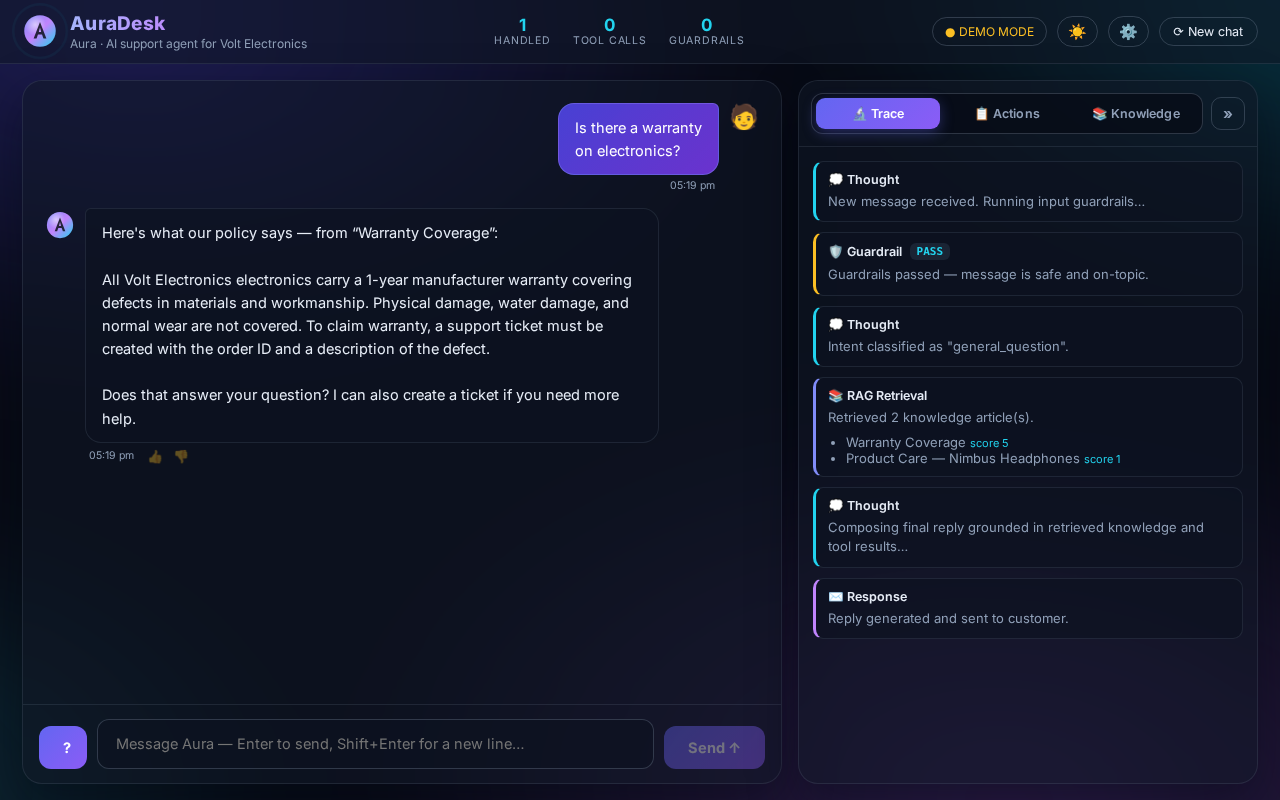 AuraDesk
Aura · AI support agent for Volt Electronics
1
HANDLED
0
TOOL CALLS
0
GUARDRAILS
DEMO MODE
⟳ New chat
Is there a warranty
on electronics?
05:19 pm
A
Here's what our policy says — from “Warranty Coverage”:
All Volt Electronics electronics carry a 1-year manufacturer warranty covering
defects in materials and workmanship. Physical damage, water damage, and
normal wear are not covered. To claim warranty, a support ticket must be
created with the order ID and a description of the defect.
Does that answer your question? I can also create a ticket if you need more
help.
05:19 pm
?
Message Aura — Enter to send, Shift+Enter for a new line...
Send ↑
Trace
Actions
Knowledge
»
Thought
New message received. Running input guardrails...
Guardrail PASS
Guardrails passed — message is safe and on-topic.
Thought
Intent classified as "general_question".
RAG Retrieval
Retrieved 2 knowledge article(s).
• Warranty Coverage score 5
• Product Care — Nimbus Headphones score 1
Thought
Composing final reply grounded in retrieved knowledge and
tool results...
Response
Reply generated and sent to customer.